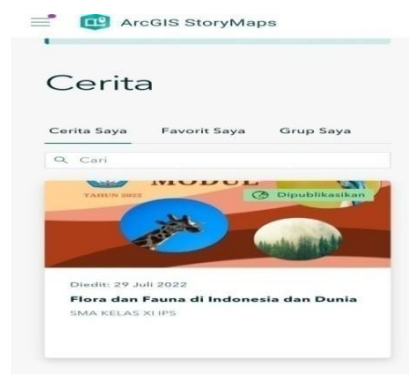 ArcGIS StoryMaps
Cerita
Cerita Saya Favorit Saya Grup Saya
Cari
MODUL
TAHUN 2022
Dipublikasikan
Diedit: 29 Juli 2022
Flora dan Fauna di Indonesia dan Dunia
SMA KELAS XI IPS